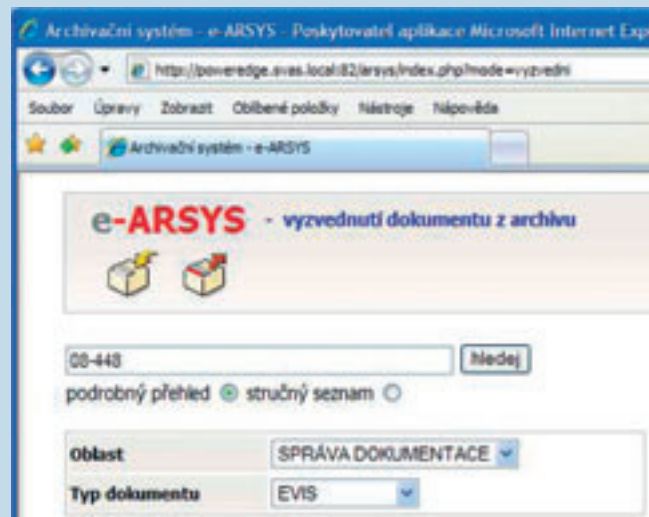 Archivační systém - e-ARSYS - Poskytovatel aplikace Microsoft Internet Exp
http://poweredge.svas.local:82/arsys/index.php?mode=vyzvedni
Soubor Úpravy Zobrazit Oblíbené položky Nástroje Nápověda
Archivační systém - e-ARSYS
e-ARSYS - vyzvednutí dokumentu z archivu
08-448 hledej
podrobný přehled stručný seznam
Oblast SPRÁVA DOKUMENTACE
Typ dokumentu EVIS